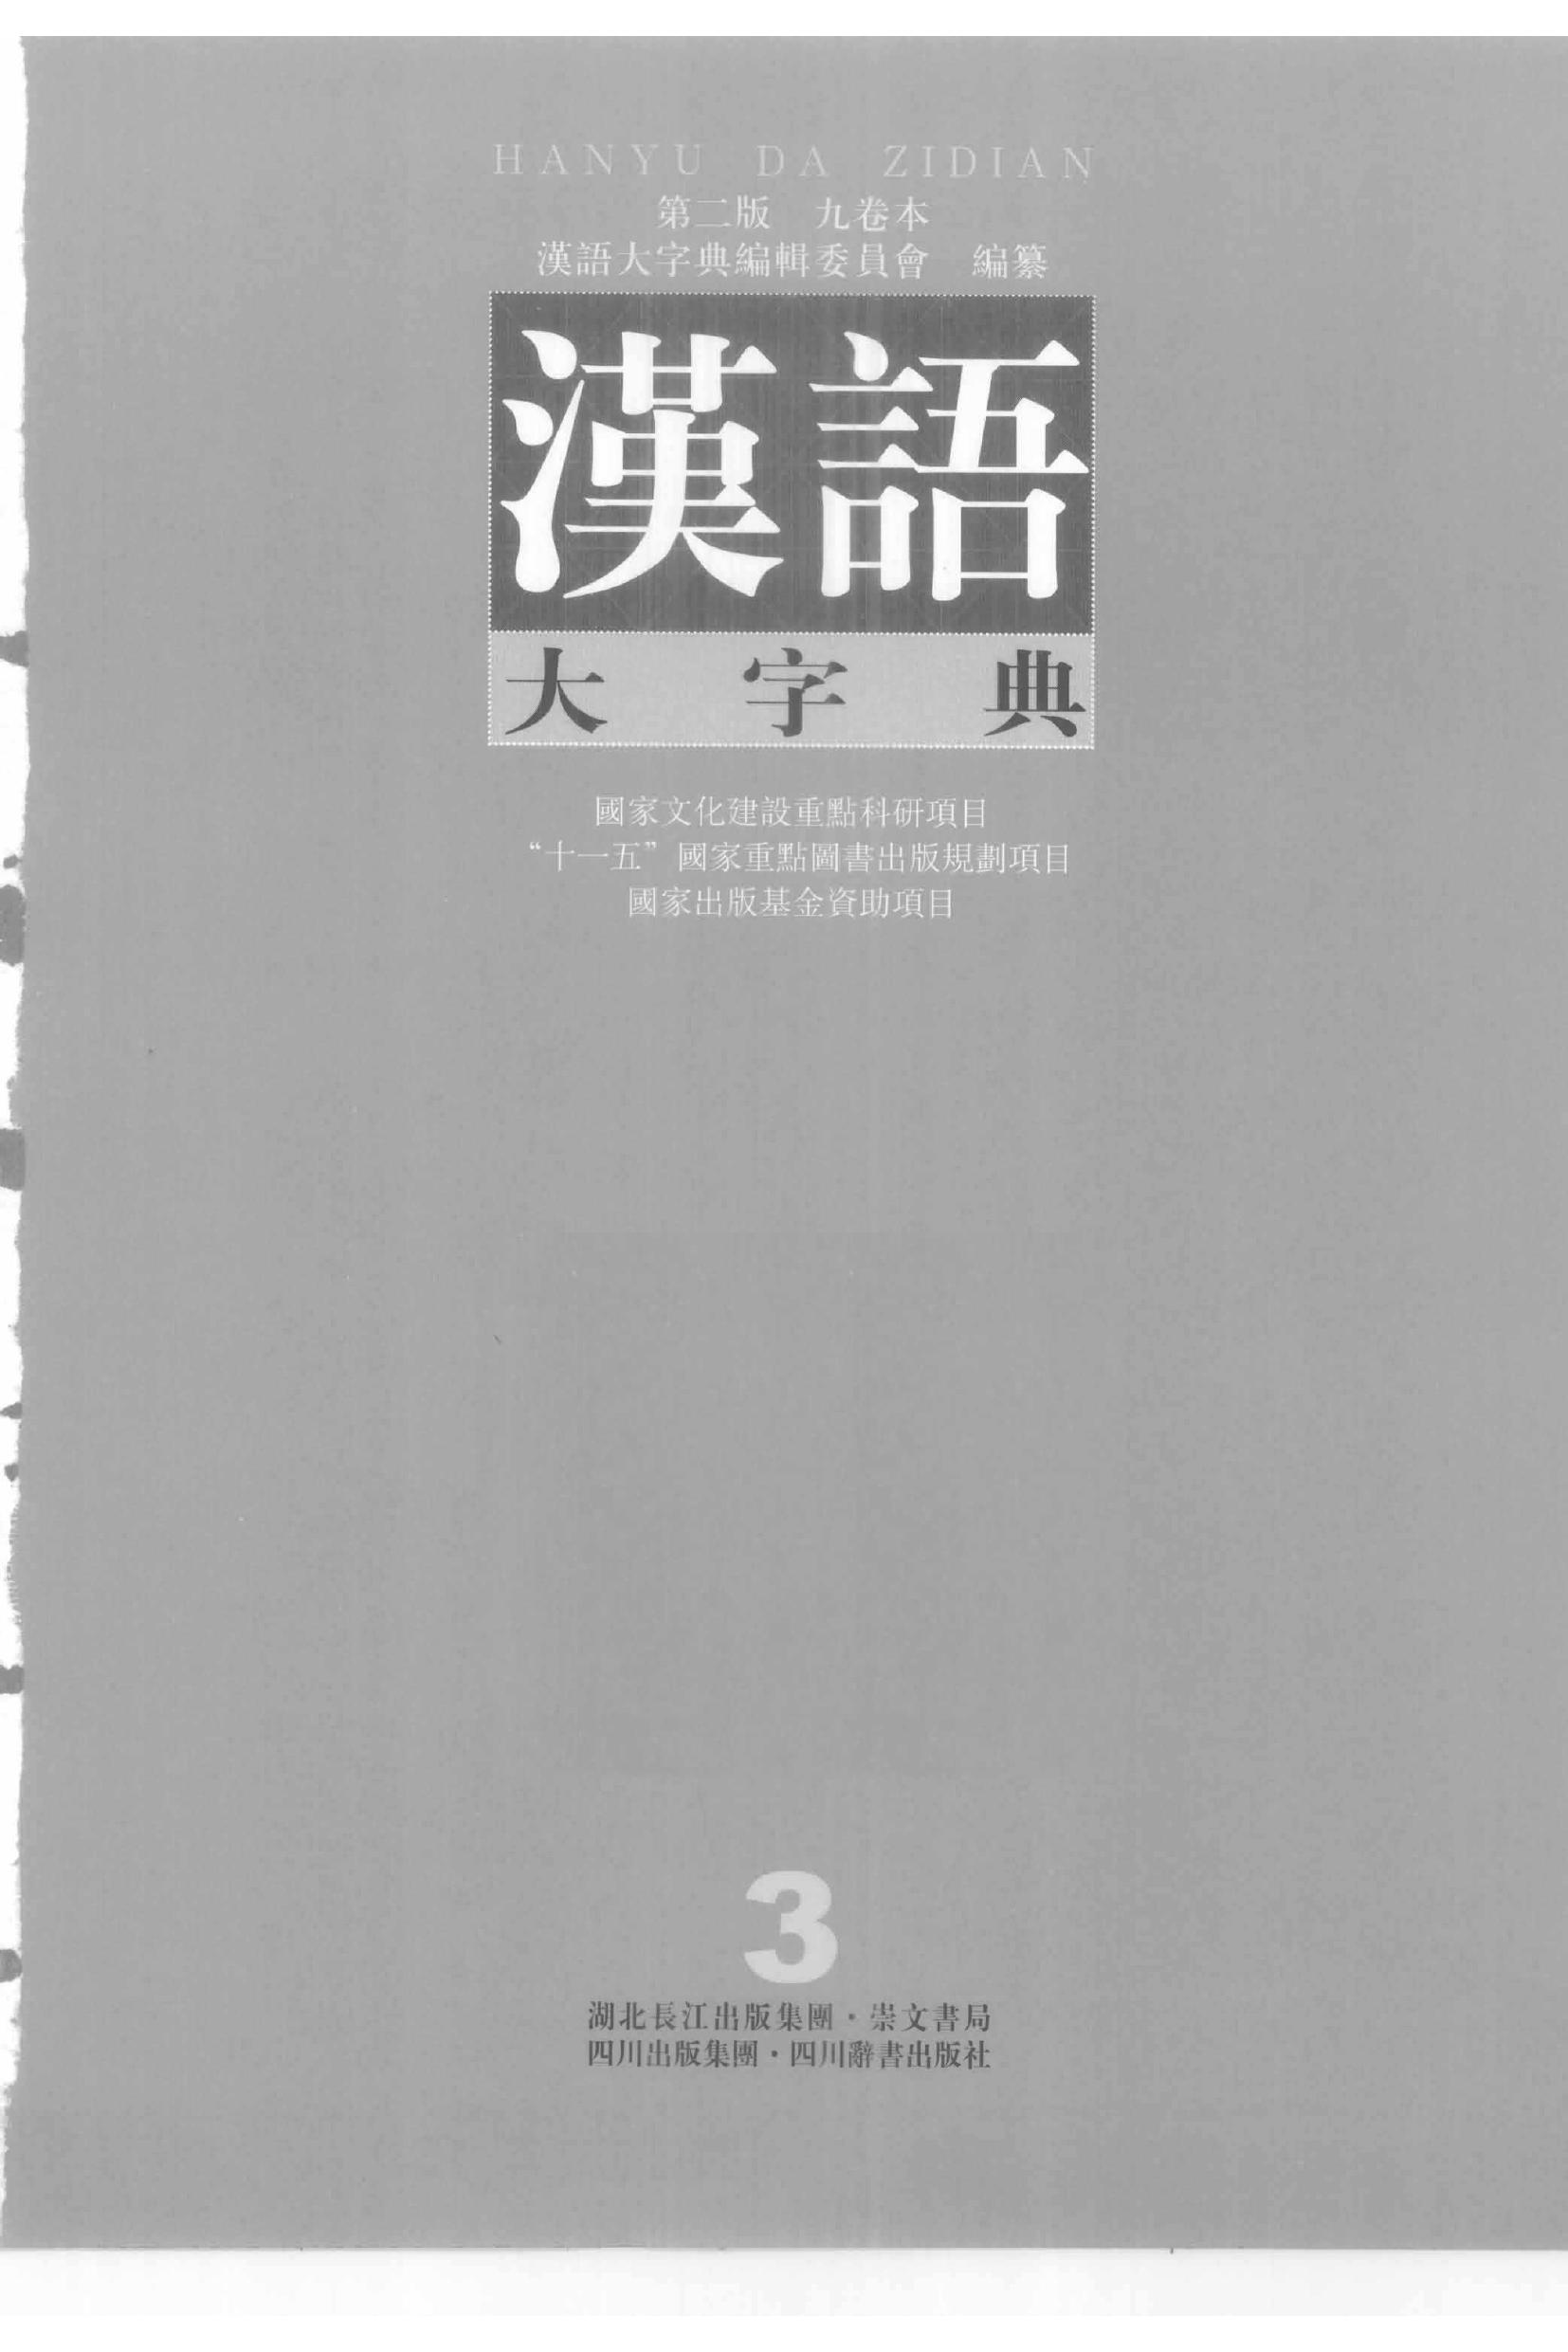 HANYU DA ZIDIAN
第二版 九卷本
漢語大字典編輯委員會 編纂
漢語
大字典
國家文化建設重點科研項目
“十一五”國家重點圖書出版規劃項目
國家出版基金資助項目
3
湖北長江出版集團·崇文書局
四川出版集團·四川辭書出版社